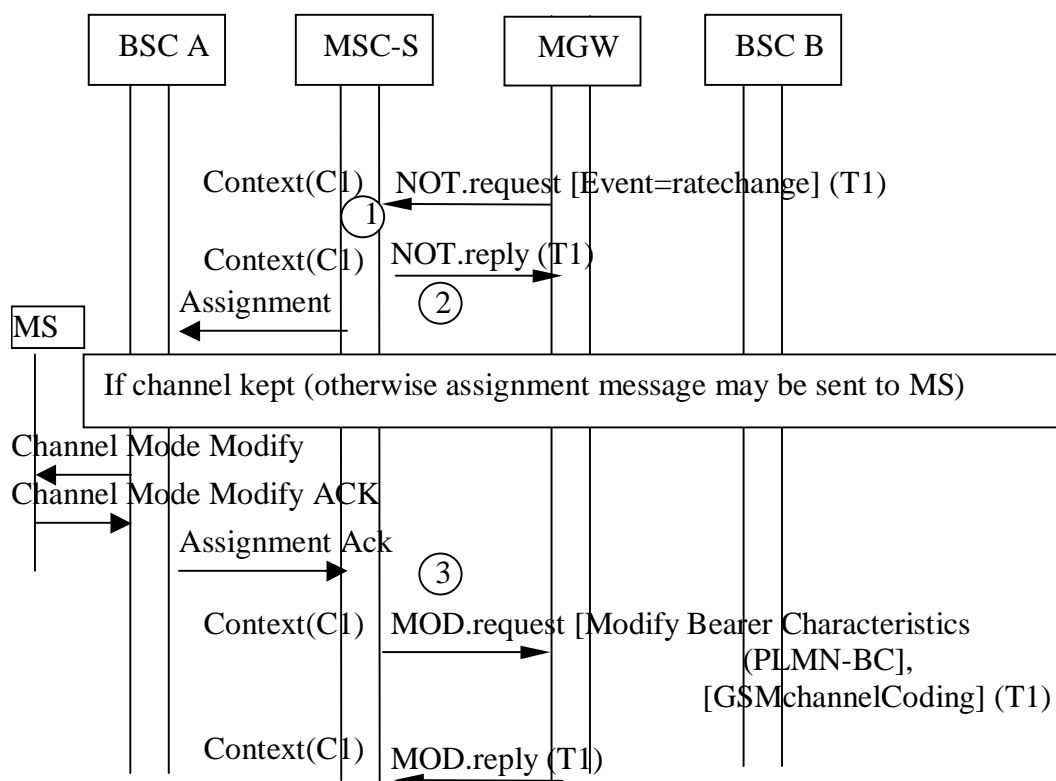 BSC A
MSC-S
MGW
BSC B
Context(C1)
NOT.request [Event=ratechange] (T1)
1
Context(C1)
NOT.reply (T1)
Assignment
2
MS
If channel kept (otherwise assignment message may be sent to MS)
Channel Mode Modify
Channel Mode Modify ACK
Assignment Ack
3
Context(C1)
MOD.request [Modify Bearer Characteristics
(PLMN-BC],
[GSMchannelCoding] (T1)
Context(C1)
MOD.reply (T1)